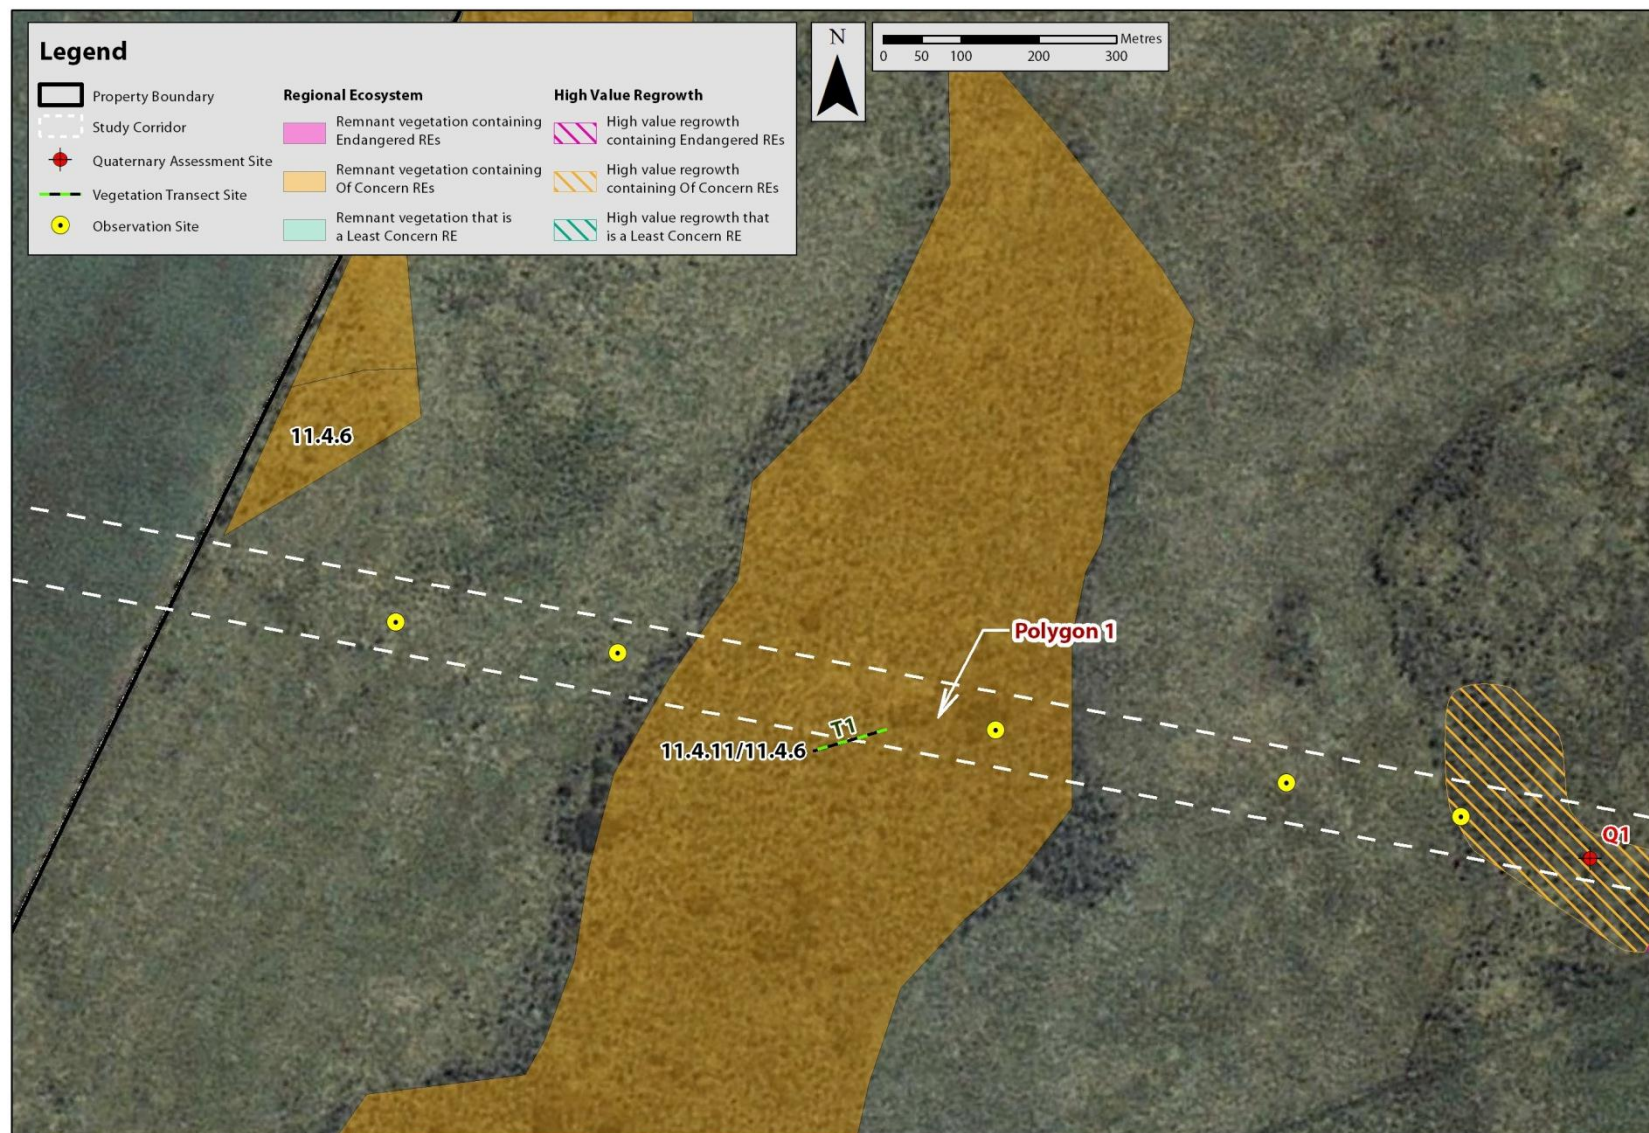 Legend
Property Boundary
Study Corridor
Quaternary Assessment Site
Vegetation Transect Site
Observation Site
Regional Ecosystem
Remnant vegetation containing
Endangered REs
Remnant vegetation containing
Of Concern REs
Remnant vegetation that is
a Least Concern RE
High Value Regrowth
High value regrowth
containing Endangered REs
High value regrowth
containing Of Concern REs
High value regrowth that
is a Least Concern RE
N
Metres
0 50 100 200 300
11.4.6
Polygon 1
T1
11.4.11/11.4.6
Q1